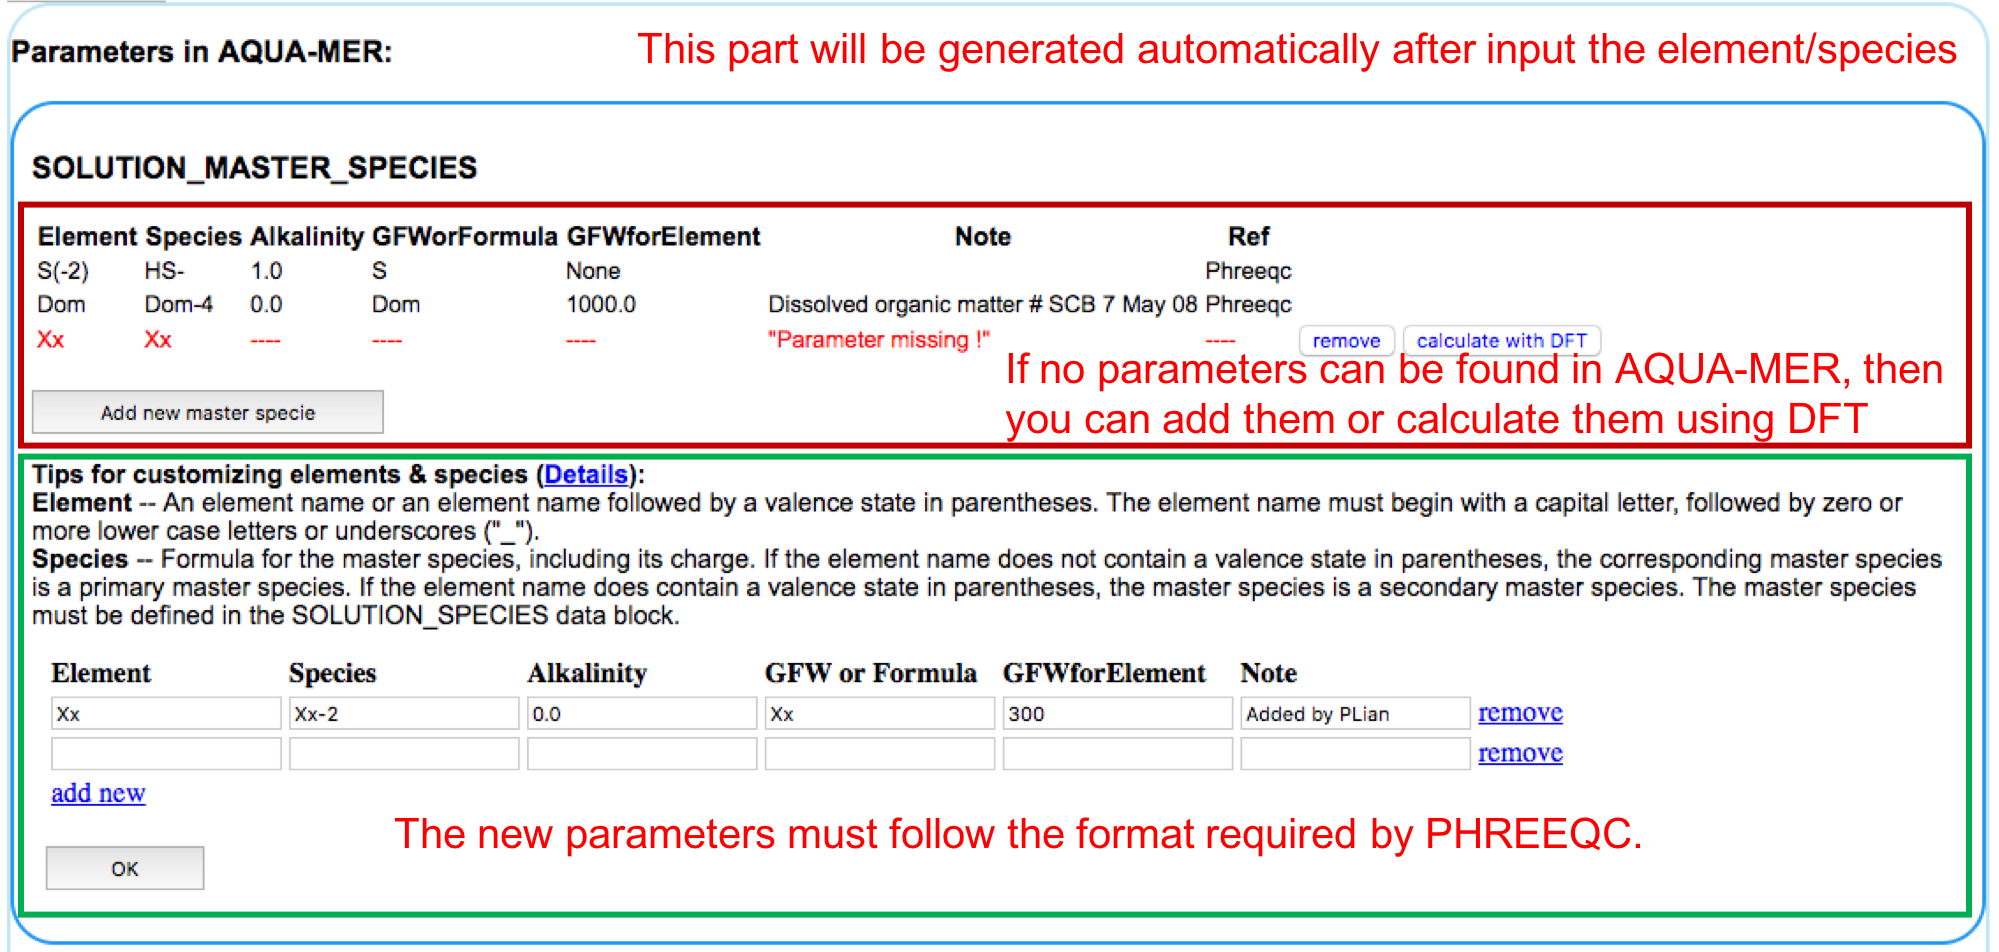 Parameters in AQUA-MER:
This part will be generated automatically after input the element/species
SOLUTION_MASTER_SPECIES
Element Species Alkalinity GFWorFormula GFWforElement Note Ref
S(-2) HS- 1.0 S None Phreeqc
Dom Dom-4 0.0 Dom 1000.0 Dissolved organic matter # SCB 7 May 08 Phreeqc
Xx Xx ---- ---- ---- "Parameter missing !" ---- remove calculate with DFT
If no parameters can be found in AQUA-MER, then
you can add them or calculate them using DFT
Add new master specie
Tips for customizing elements & species (Details):
Element -- An element name or an element name followed by a valence state in parentheses. The element name must begin with a capital letter, followed by zero or
more lower case letters or underscores ("_").
Species -- Formula for the master species, including its charge. If the element name does not contain a valence state in parentheses, the corresponding master species
is a primary master species. If the element name does contain a valence state in parentheses, the master species is a secondary master species. The master species
must be defined in the SOLUTION_SPECIES data block.
Element Species Alkalinity GFW or Formula GFWforElement Note
Xx Xx-2 0.0 Xx 300 Added by PLian remove
remove
add new
The new parameters must follow the format required by PHREEQC.
OK